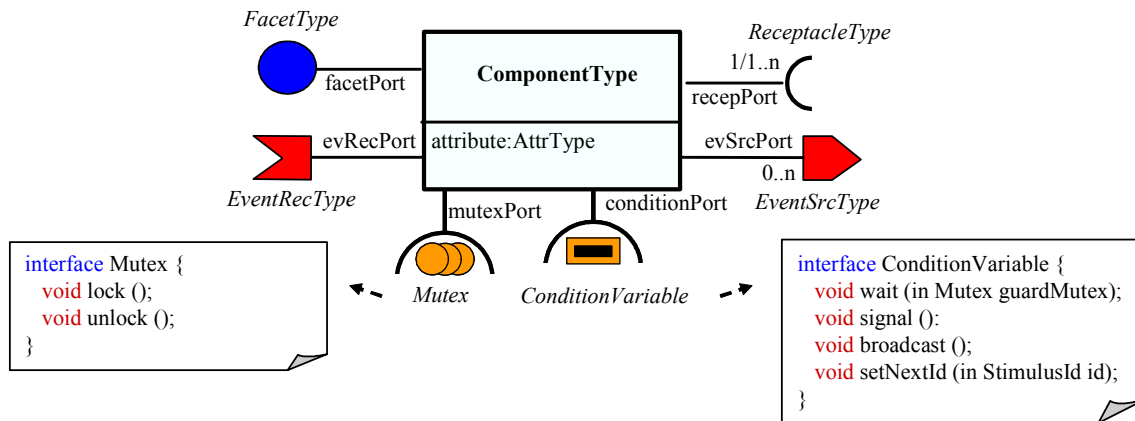 FacetType
ReceptacleType
ComponentType
1/1..n
facetPort
recepPort
evRecPort
attribute:AttrType
evSrcPort
0..n
EventRecType
EventSrcType
mutexPort
conditionPort
Mutex
ConditionVariable
interface Mutex {
void lock ();
void unlock ();
}
interface ConditionVariable {
void wait (in Mutex guardMutex);
void signal ():
void broadcast ();
void setNextId (in StimulusId id);
}